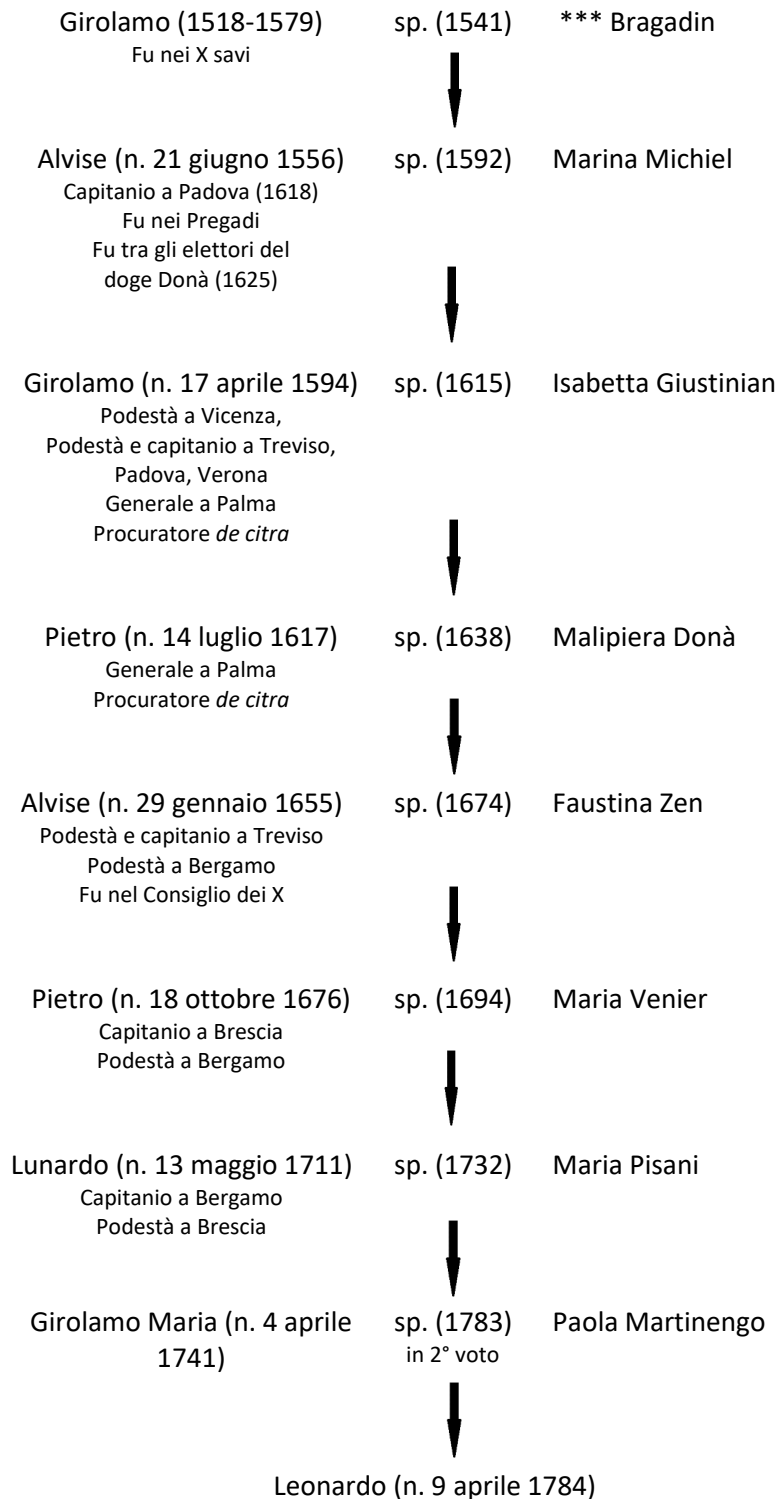 Girolamo (1518-1579) sp. (1541) *** Bragadin
Fu nei X savi
Alvise (n. 21 giugno 1556) sp. (1592) Marina Michiel
Capitanio a Padova (1618)
Fu nei Pregadi
Fu tra gli elettori del
doge Donà (1625)
Girolamo (n. 17 aprile 1594) sp. (1615) Isabetta Giustinian
Podestà a Vicenza,
Podestà e capitanio a Treviso,
Padova, Verona
Generale a Palma
Procuratore de citra
Pietro (n. 14 luglio 1617) sp. (1638) Malipiera Donà
Generale a Palma
Procuratore de citra
Alvise (n. 29 gennaio 1655) sp. (1674) Faustina Zen
Podestà e capitanio a Treviso
Podestà a Bergamo
Fu nel Consiglio dei X
Pietro (n. 18 ottobre 1676) sp. (1694) Maria Venier
Capitanio a Brescia
Podestà a Bergamo
Lunardo (n. 13 maggio 1711) sp. (1732) Maria Pisani
Capitanio a Bergamo
Podestà a Brescia
Girolamo Maria (n. 4 aprile sp. (1783) Paola Martinengo
1741) in 2° voto
Leonardo (n. 9 aprile 1784)